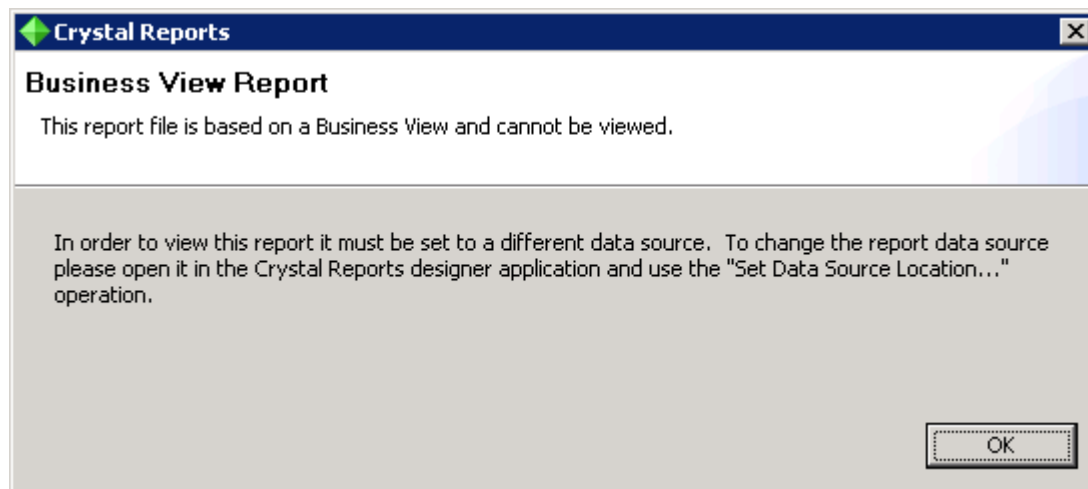 Crystal Reports
Business View Report
This report file is based on a Business View and cannot be viewed.
In order to view this report it must be set to a different data source.  To change the report data source
please open it in the Crystal Reports designer application and use the "Set Data Source Location..."
operation.
OK